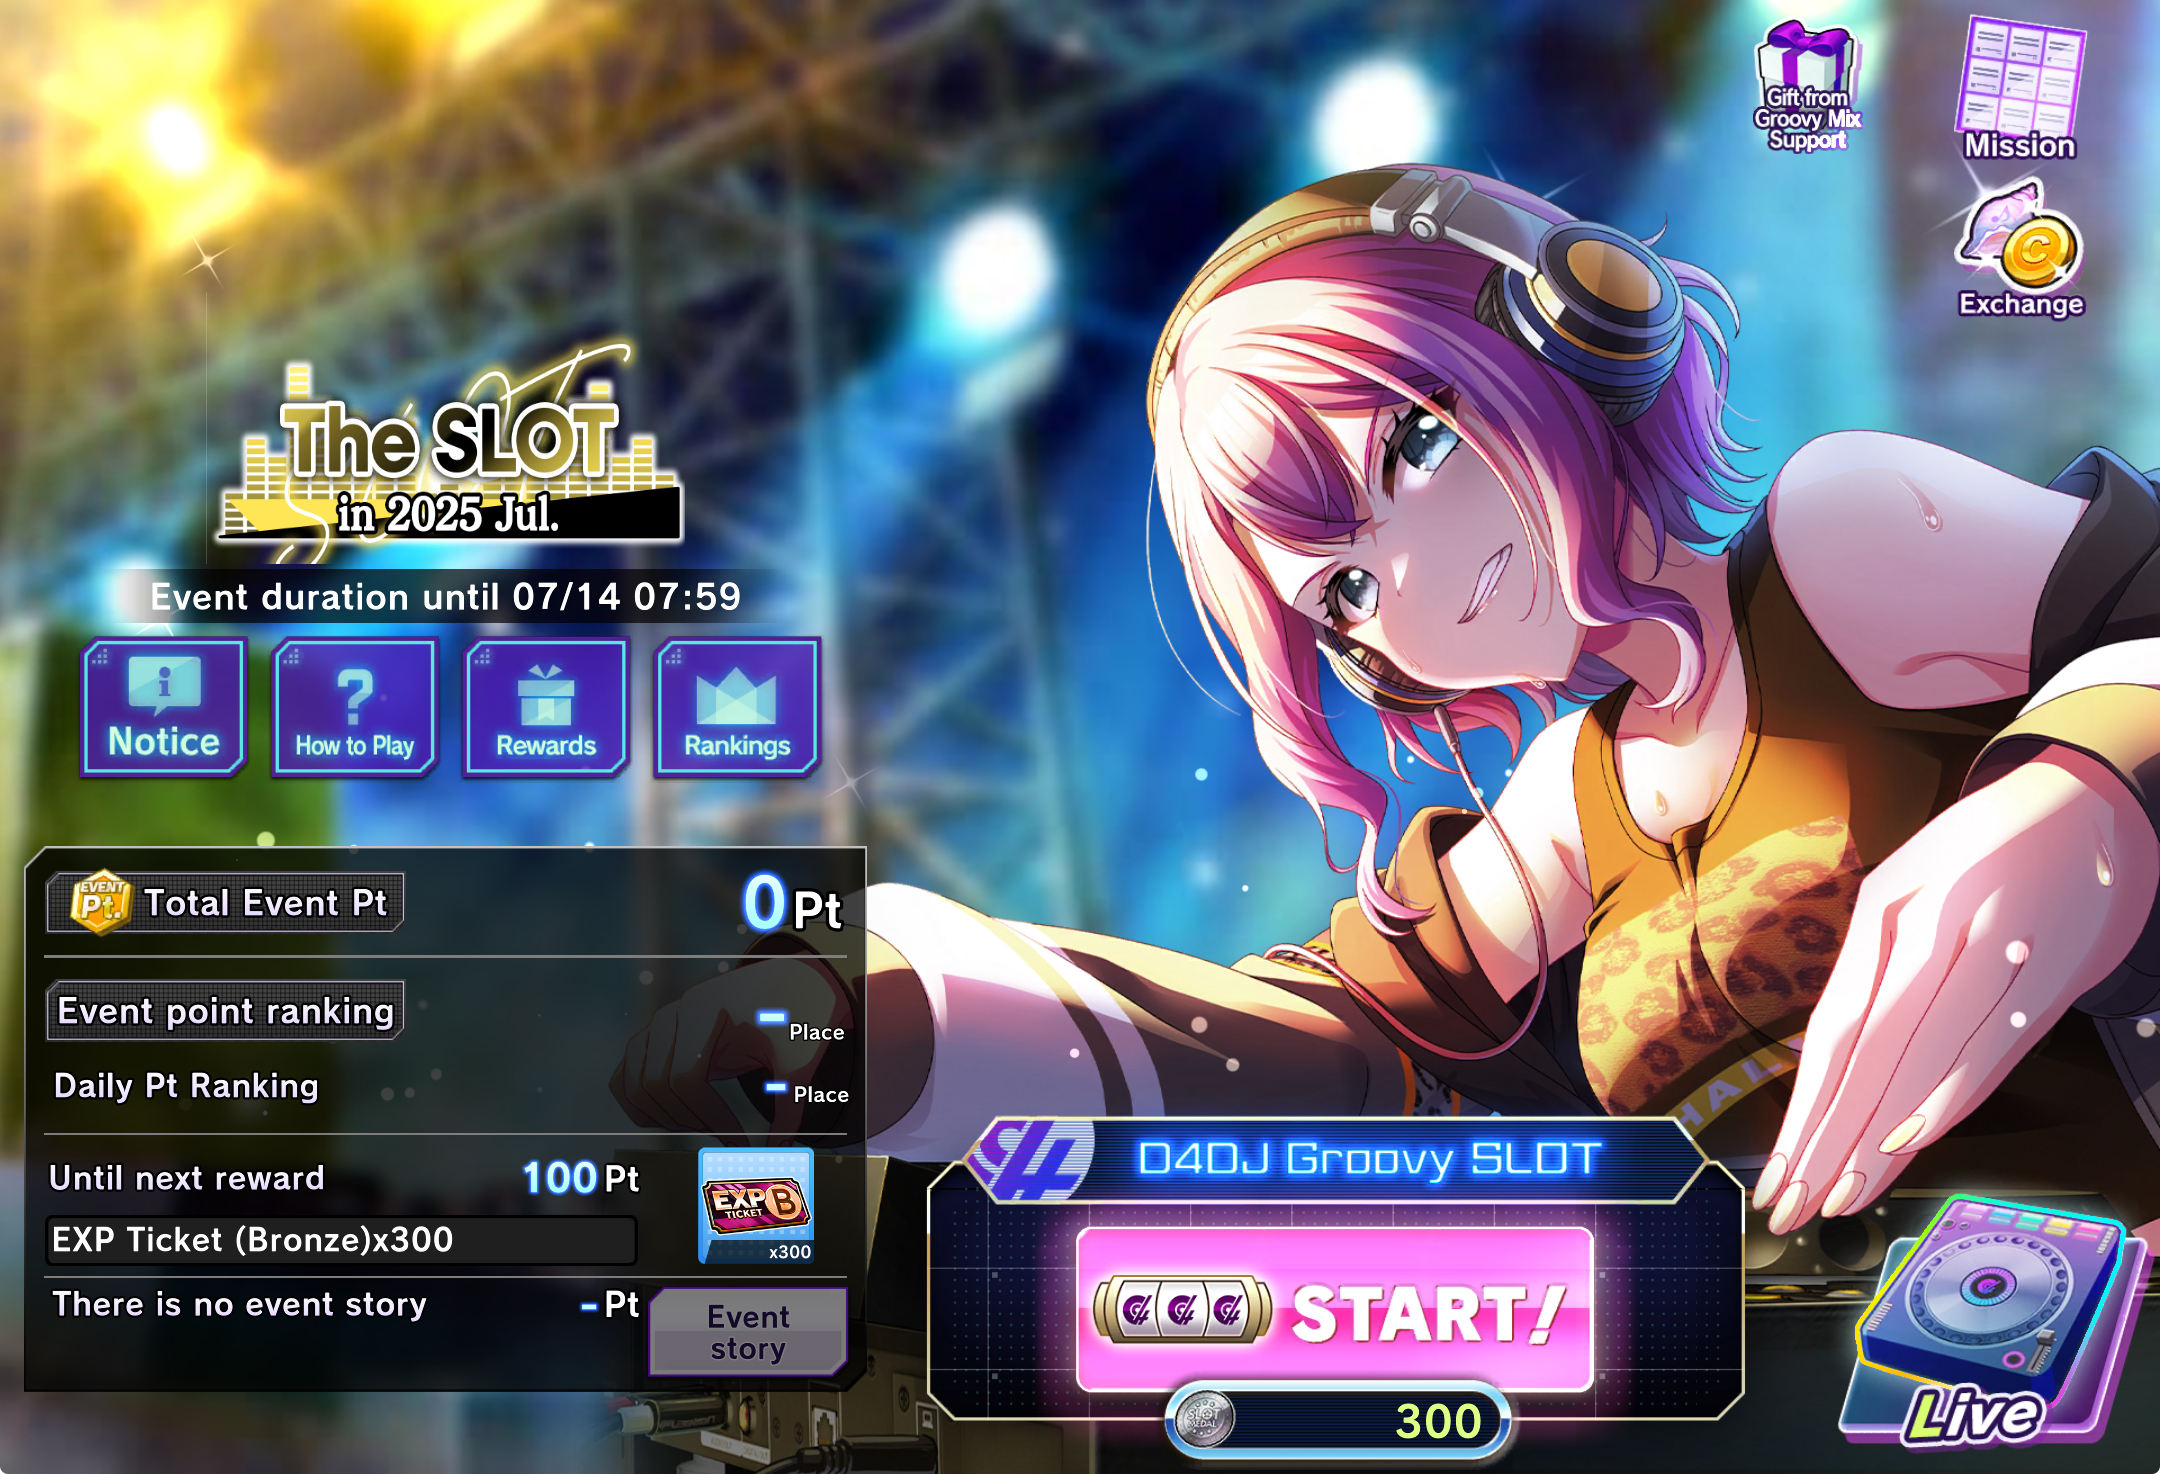 Gift from
Groovy Mix
Support
Mission
Exchange
The SLOT
in 2025 Jul.
Event duration until 07/14 07:59
Notice
How to Play
Rewards
Rankings
EVENT
Pt.
Total Event Pt
0 Pt
Event point ranking
- Place
Daily Pt Ranking
- Place
Until next reward
100 Pt
EXP
TICKET
B
x300
EXP Ticket (Bronze)x300
There is no event story
- Pt
Event
story
D4DJ Groovy SLOT
START!
SLOT
MEDAL
300
Live